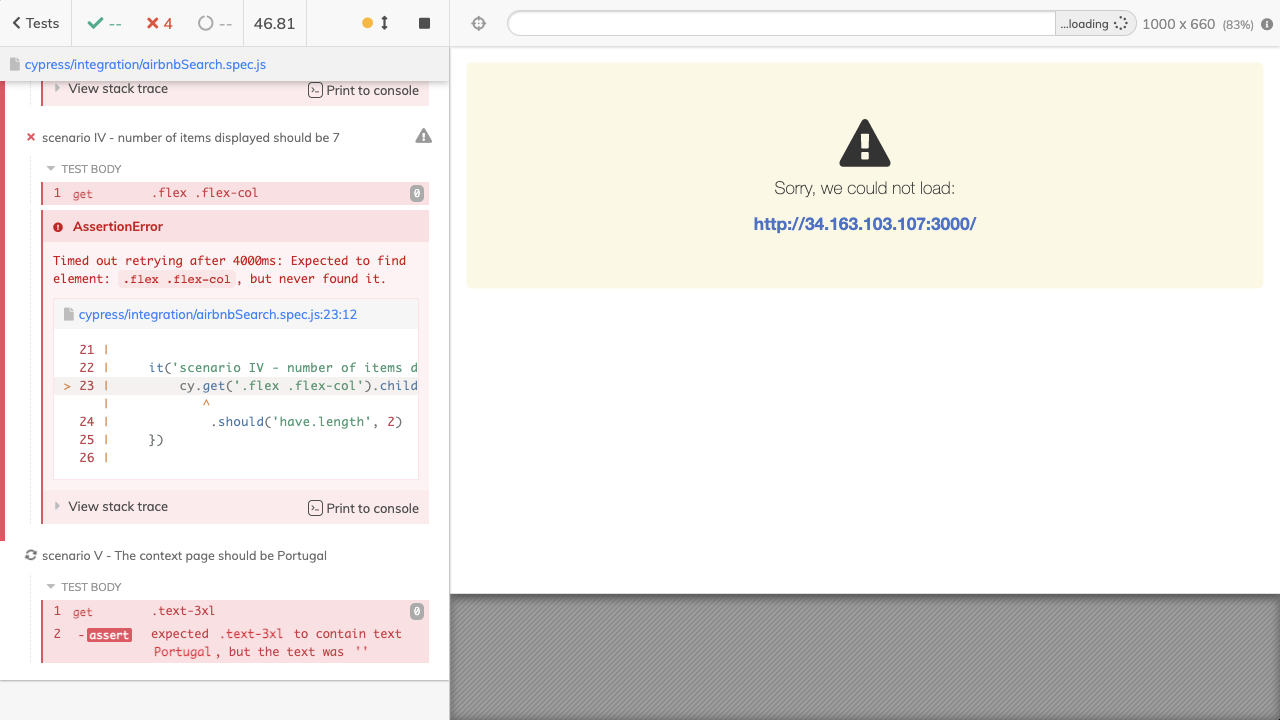 Tests
--
4
--
46.81
...loading
1000 x 660 (83%)
cypress/integration/airbnbSearch.spec.js
View stack trace
Print to console
scenario IV - number of items displayed should be 7
TEST BODY
1 get .flex .flex-col 0
AssertionError
Timed out retrying after 4000ms: Expected to find
element: .flex .flex-col, but never found it.
cypress/integration/airbnbSearch.spec.js:23:12
21 |
22 | it('scenario IV - number of items d
> 23 | cy.get('.flex .flex-col').child
| ^
24 | .should('have.length', 2)
25 | })
26 |
View stack trace
Print to console
scenario V - The context page should be Portugal
TEST BODY
1 get .text-3xl 0
2 -assert expected .text-3xl to contain text
Portugal, but the text was ''
Sorry, we could not load:
http://34.163.103.107:3000/